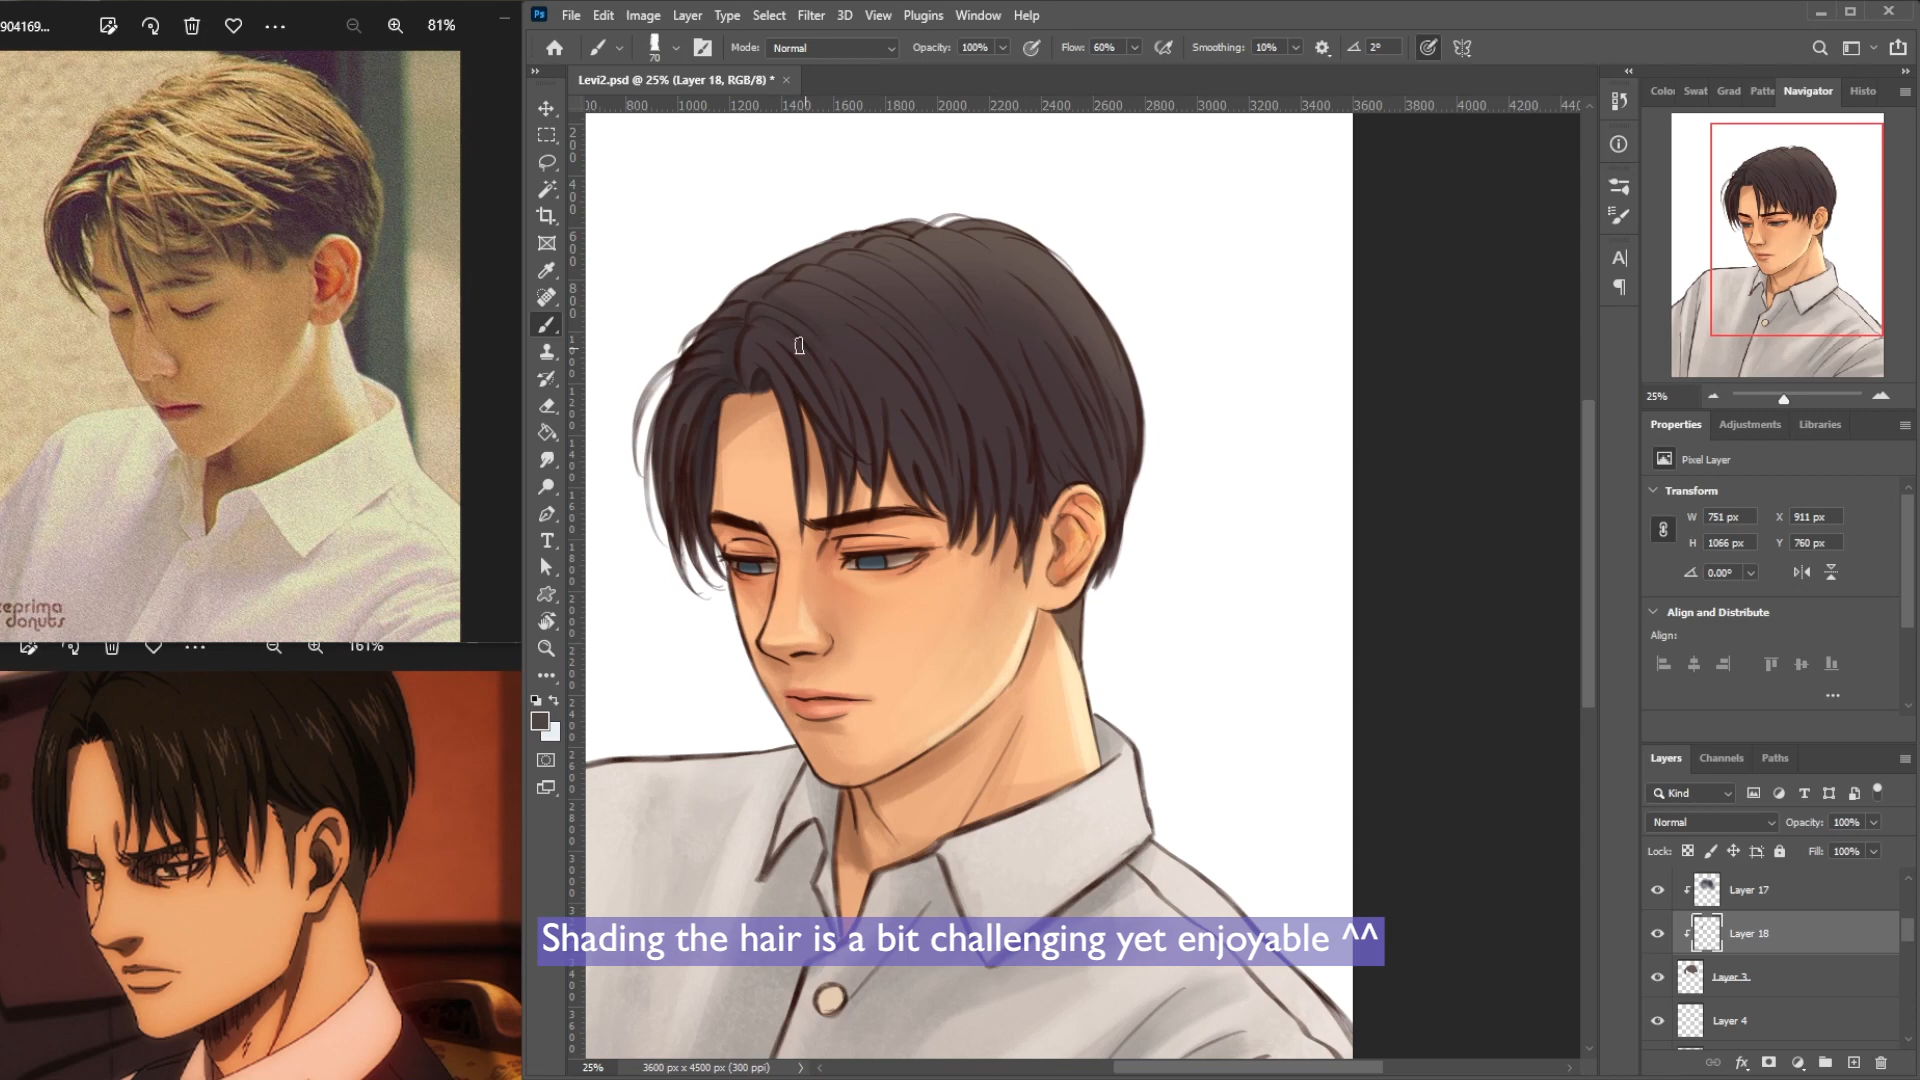 904169...
81%
eprima
donuts
161%
Ps File Edit Image Layer Type Select Filter 3D View Plugins Window Help
70
Mode: Normal
Opacity: 100%
Flow: 60%
Smoothing: 10%
2°
Levi2.psd @ 25% (Layer 18, RGB/8) *
800 1000 1200 1400 1600 1800 2000 2200 2400 2600 2800 3000 3200 3400 3600 3800 4000 4200 440
Shading the hair is a bit challenging yet enjoyable ^^
25% 3600 px x 4500 px (300 ppi)
Color Swat Grad Patte Navigator Histo
25%
Properties Adjustments Libraries
Pixel Layer
Transform
W 751 px X 911 px
H 1066 px Y 760 px
0.00°
Align and Distribute
Align:
Layers Channels Paths
Kind
Normal Opacity: 100%
Lock: Fill: 100%
Layer 17
Layer 18
Layer 3
Layer 4